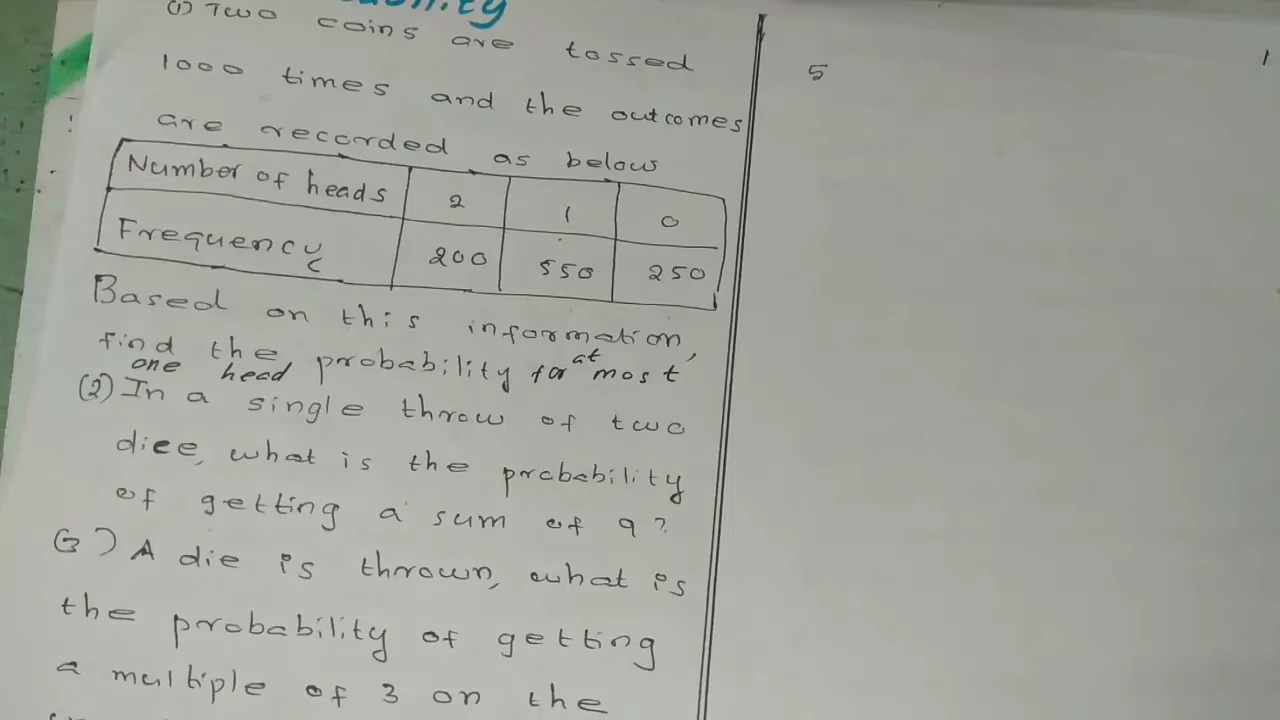 (1) Two coins are tossed
1000 times and the outcomes
are recorded as below
Number of heads 2 1 0
Frequency 200 550 250
Based on this information,
find the probability for at most
one head
(2) In a single throw of two
dice, what is the probability
of getting a sum of 9?
(3) A die is thrown, what is
the probability of getting
a multiple of 3 on the
5
1